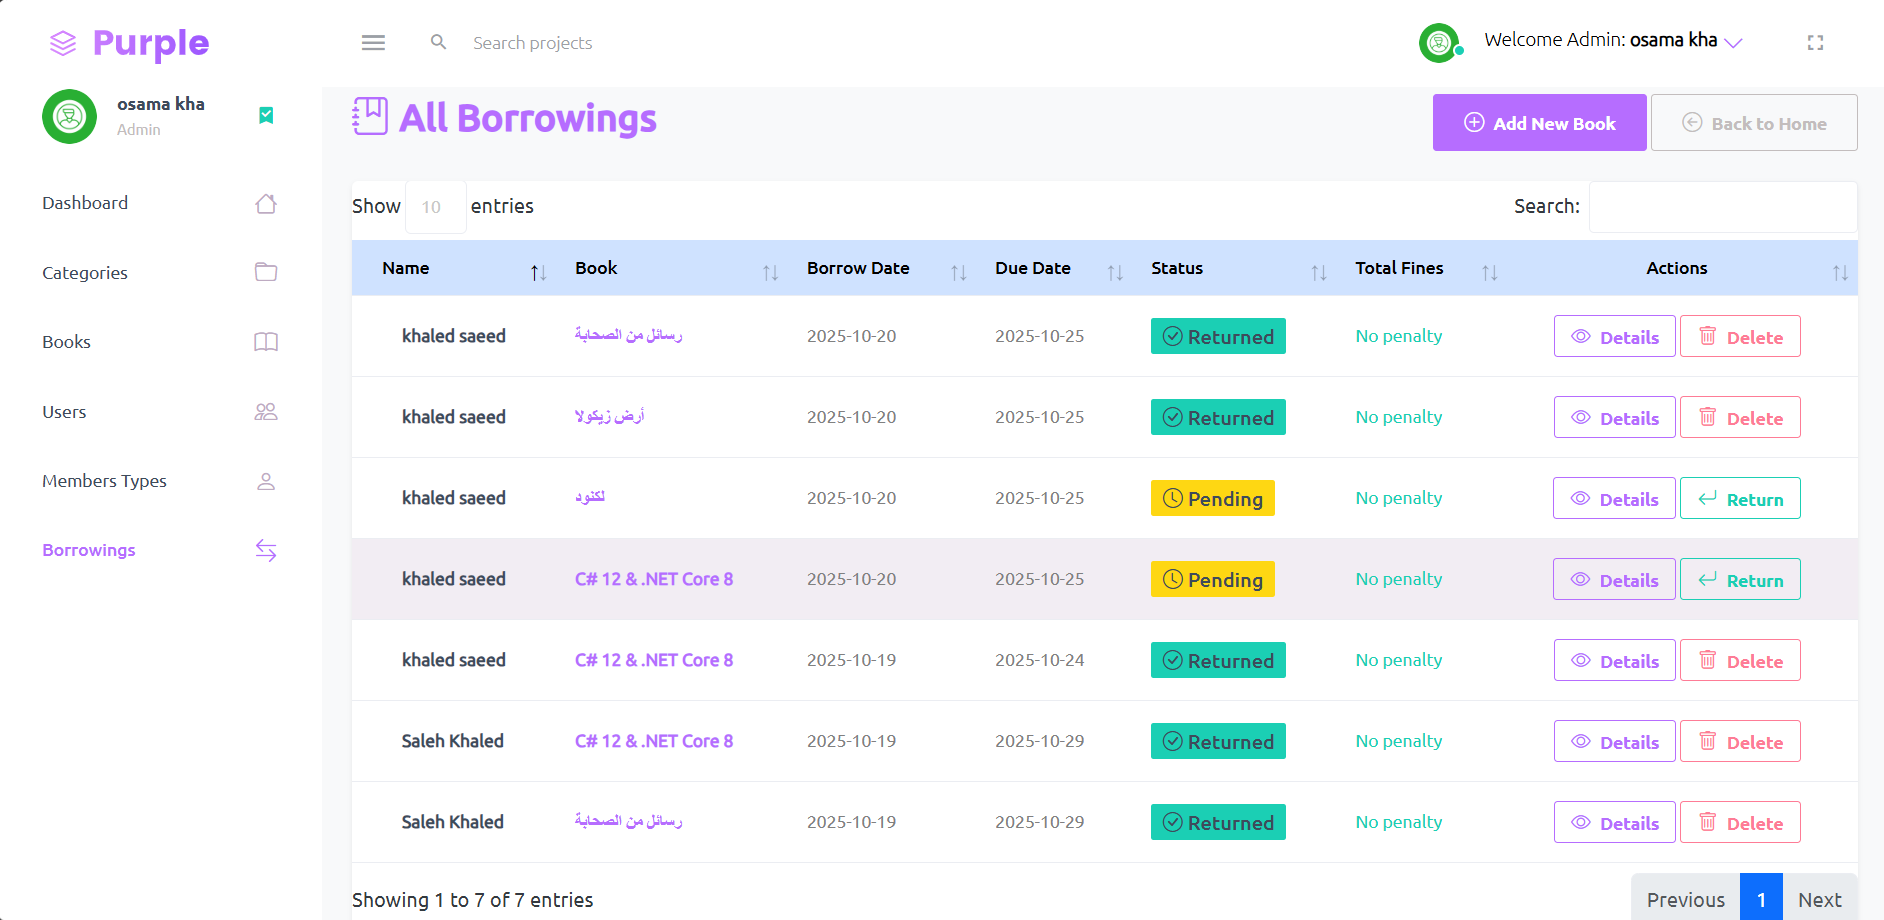 Purple
Search projects
Welcome Admin: osama kha
osama kha
Admin
Dashboard
Categories
Books
Users
Members Types
Borrowings
All Borrowings
Add New Book
Back to Home
Show 10 entries
Search:
Name Book Borrow Date Due Date Status Total Fines Actions
khaled saeed رسائل من الصحابة 2025-10-20 2025-10-25 Returned No penalty Details Delete
khaled saeed أرض زيكولا 2025-10-20 2025-10-25 Returned No penalty Details Delete
khaled saeed لكنود 2025-10-20 2025-10-25 Pending No penalty Details Return
khaled saeed C# 12 & .NET Core 8 2025-10-20 2025-10-25 Pending No penalty Details Return
khaled saeed C# 12 & .NET Core 8 2025-10-19 2025-10-24 Returned No penalty Details Delete
Saleh Khaled C# 12 & .NET Core 8 2025-10-19 2025-10-29 Returned No penalty Details Delete
Saleh Khaled رسائل من الصحابة 2025-10-19 2025-10-29 Returned No penalty Details Delete
Showing 1 to 7 of 7 entries
Previous 1 Next